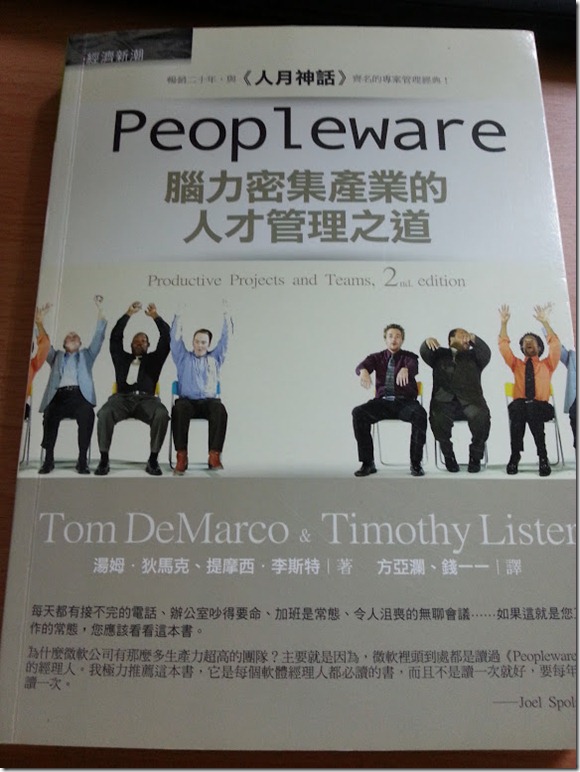 經濟新潮
暢銷二十年,與《人月神話》齊名的專案管理經典!
Peopleware
腦力密集產業的
人才管理之道
Productive Projects and Teams, 2nd. edition
Tom DeMarco & Timothy Lister
湯姆.狄馬克、提摩西.李斯特|著 方亞瀾、錢一一|譯
每天都有接不完的電話、辦公室吵得要命、加班是常態、令人沮喪的無聊會議……如果這就是您
作的常態,您應該看看這本書。
為什麼微軟公司有那麼多生產力超高的團隊?主要就是因為,微軟裡頭到處都是讀過《Peopleware
的經理人。我極力推薦這本書,它是每個軟體經理人都必讀的書,而且不是讀一次就好,要每年
讀一次。
——Joel Spol